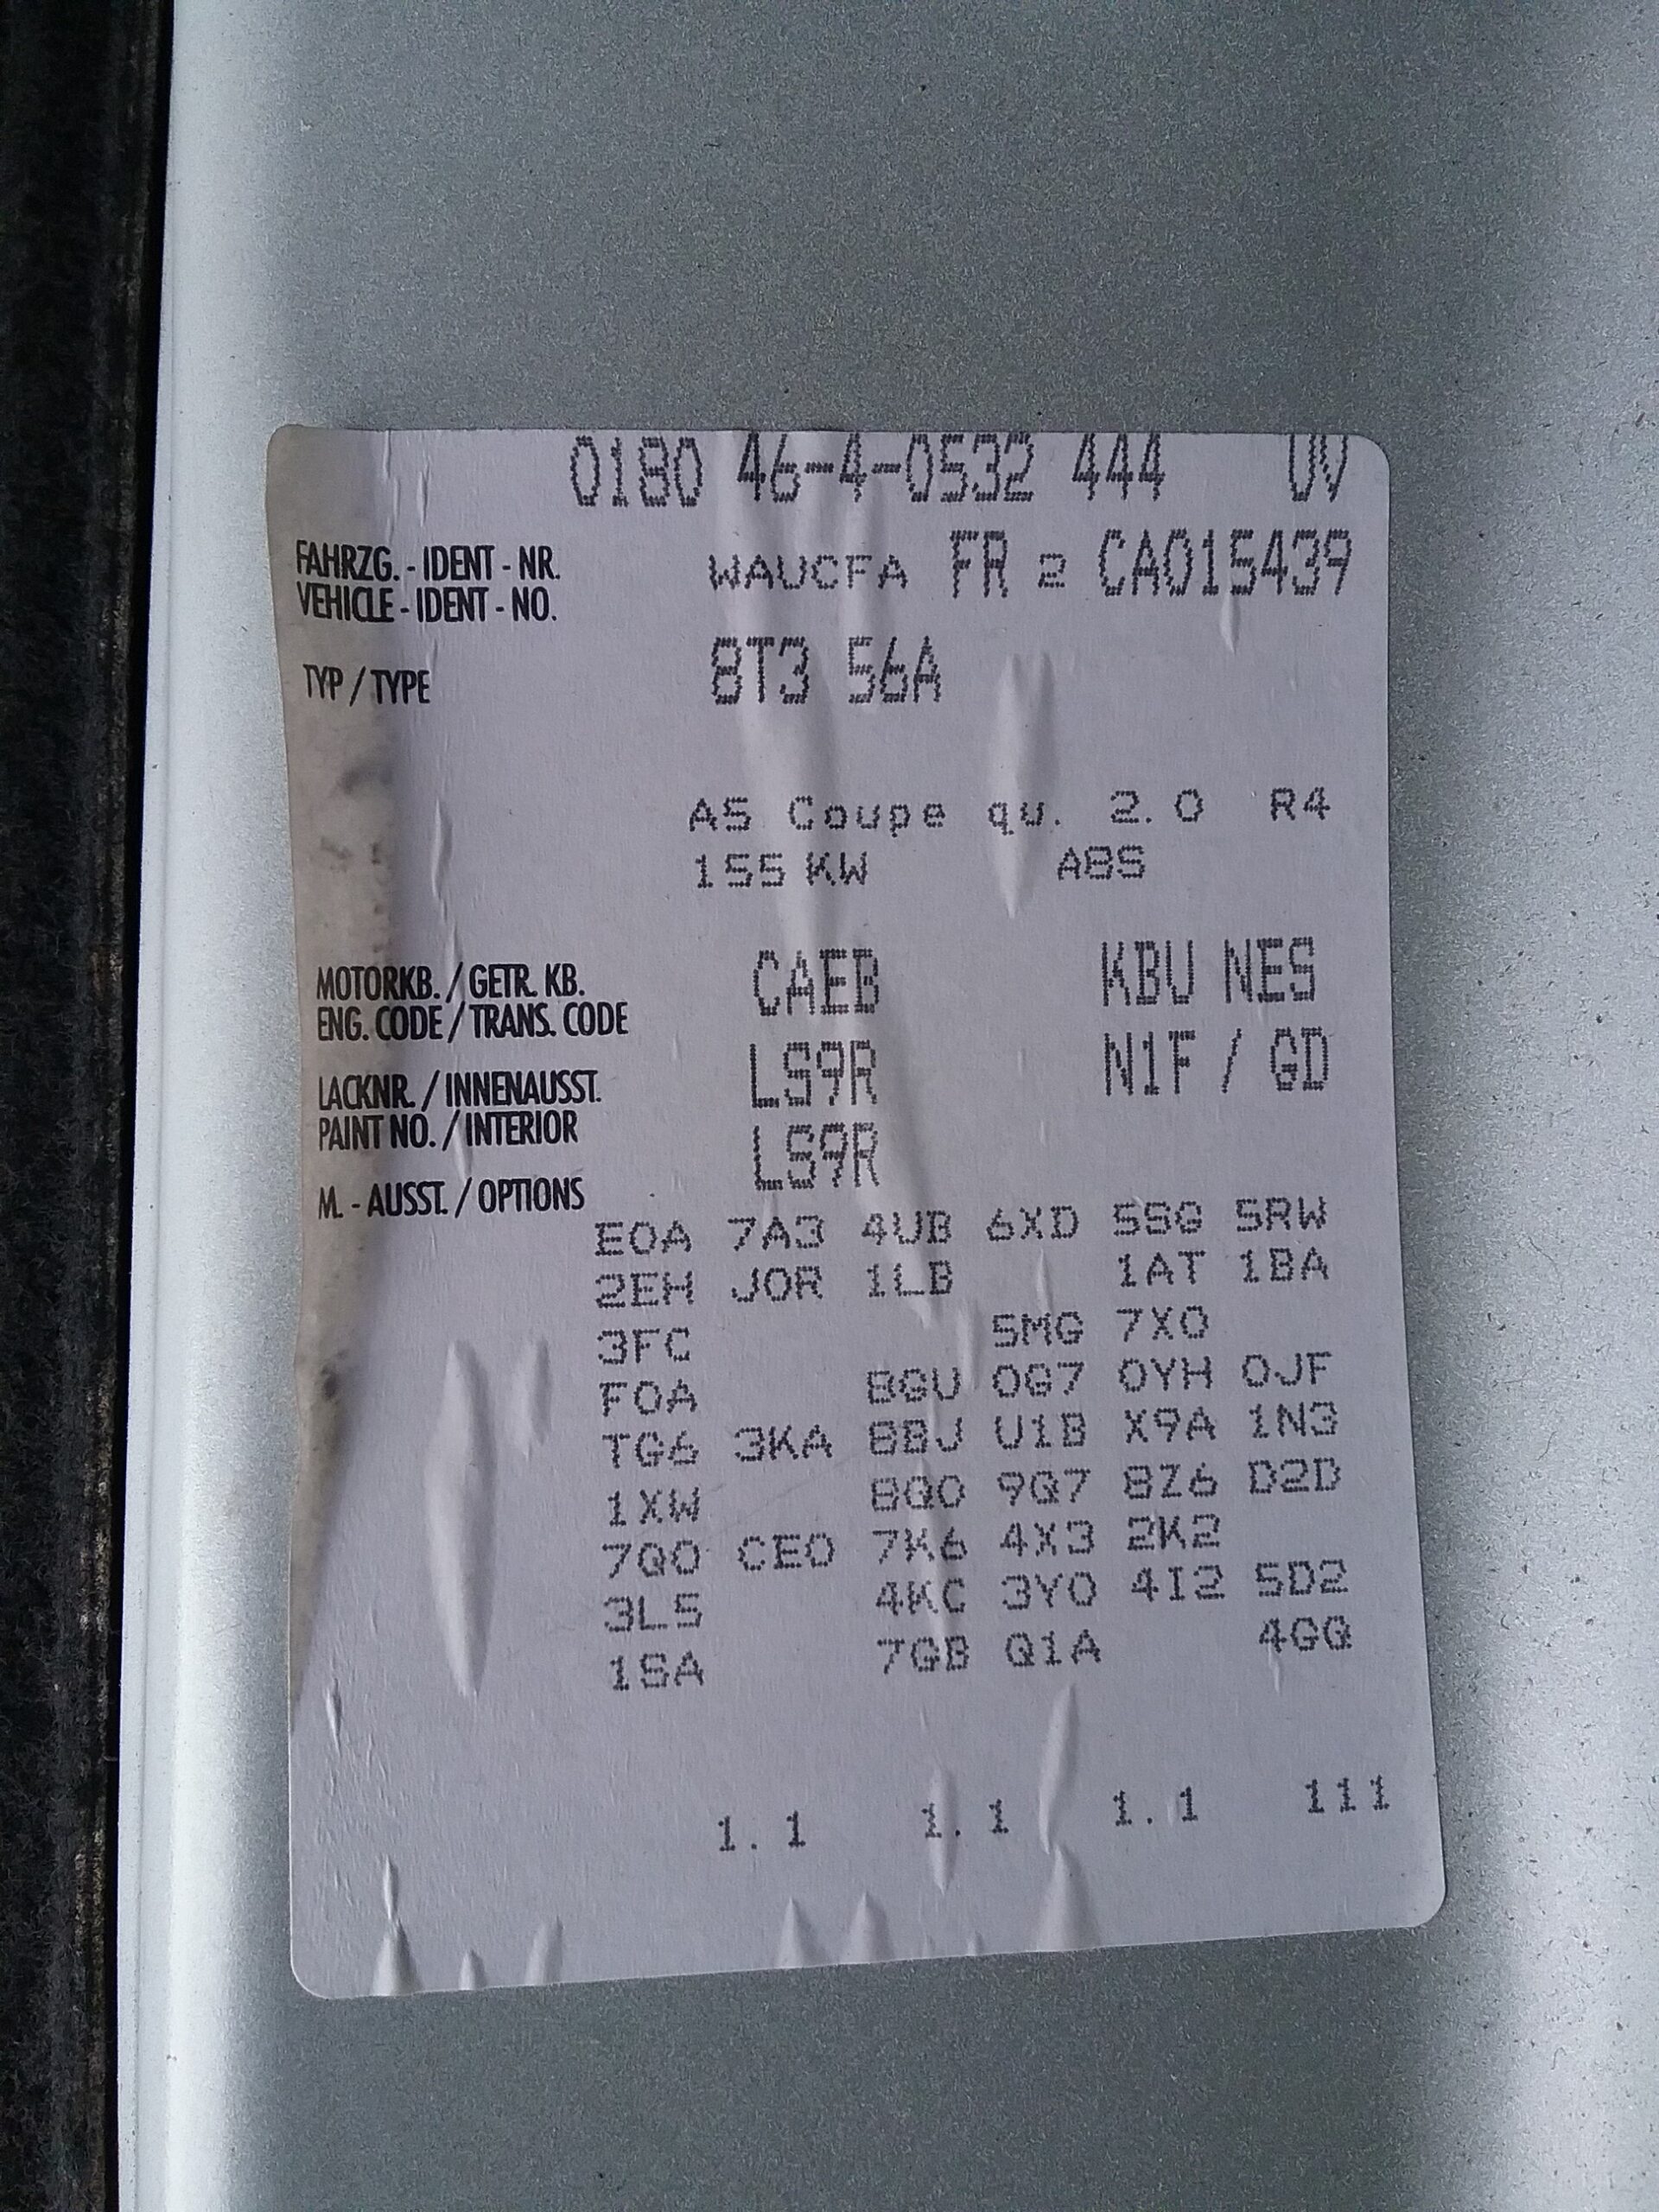 0180 46-4-0532 444 UV
FAHRZG. - IDENT - NR. WAUCFA FR 2 CA015439
VEHICLE - IDENT - NO.
TYP / TYPE 8T3 56A
A5 Coupe qu. 2.0 R4
155 KW ABS
MOTORKB. / GETR. KB. CAEB KBU NES
ENG. CODE / TRANS. CODE
LACKNR. / INNENAUSST. LS9R N1F / GD
PAINT NO. / INTERIOR LS9R
M. - AUSST. / OPTIONS
E0A 7A3 4UB 6XD 5SG 5RW
2EH J0R 1LB 1AT 1BA
3FC 5MG 7X0
F0A 8GU 0G7 0YH 0JF
TG6 3KA 8BJ U1B X9A 1N3
1XW 8Q0 9Q7 8Z6 D2D
7Q0 CE0 7K6 4X3 2K2
3L5 4KC 3Y0 4I2 5D2
1SA 7GB Q1A 4GQ
1.1 1.1 1.1 111